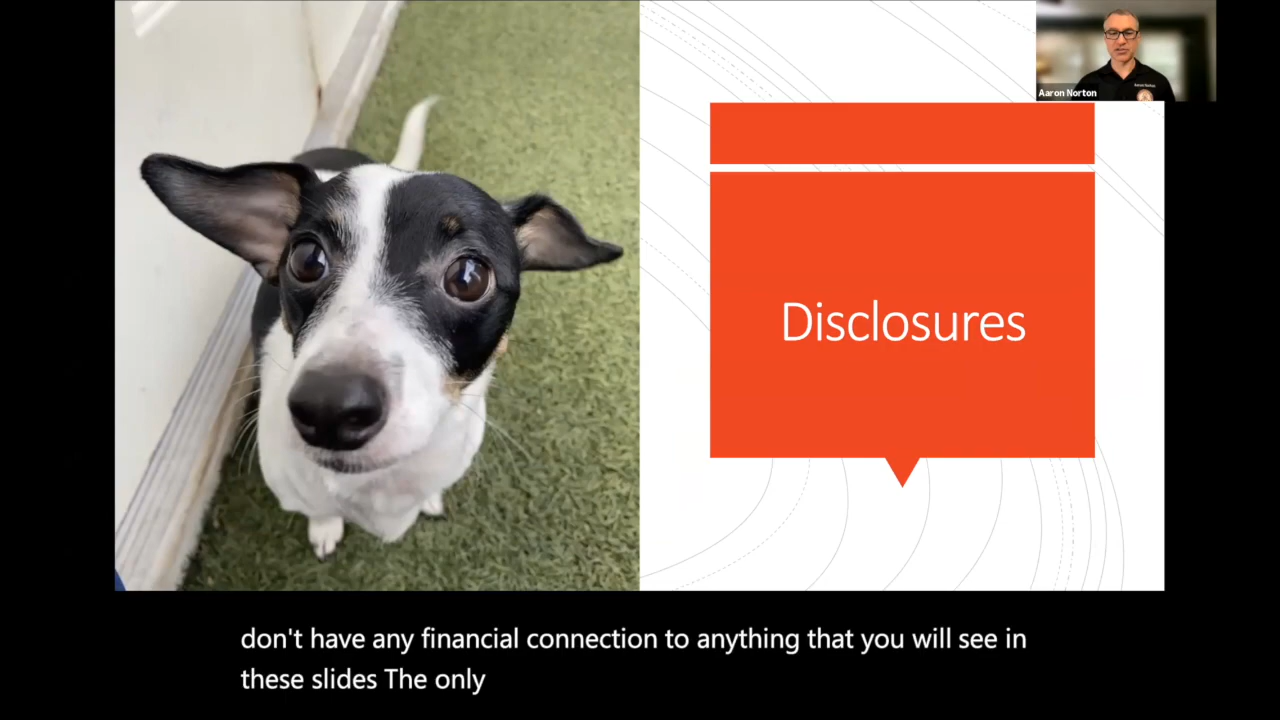 Aaron Norton
Disclosures
don't have any financial connection to anything that you will see in
these slides The only